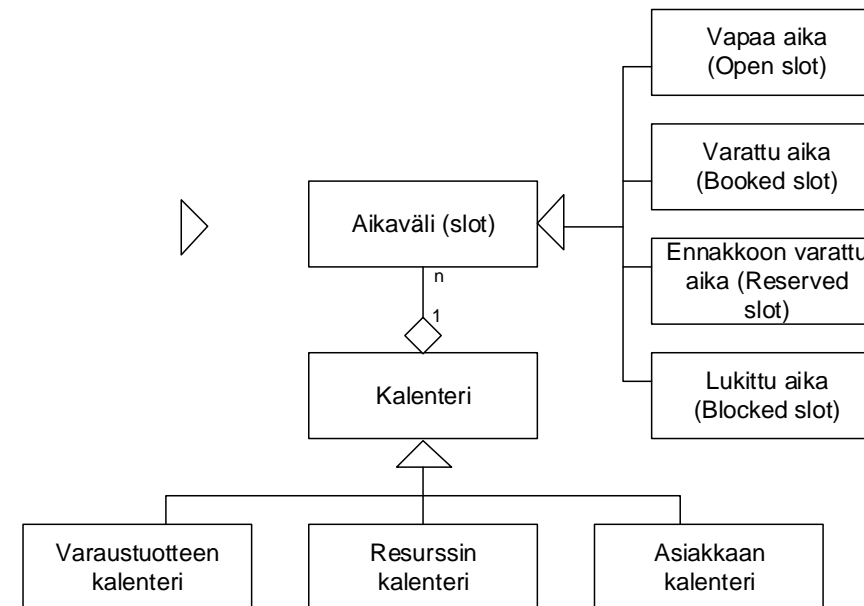 Vapaa aika
(Open slot)
Varattu aika
(Booked slot)
Aikaväli (slot)
Ennakkoon varattu
aika (Reserved
slot)
n
1
Kalenteri
Lukittu aika
(Blocked slot)
Varaustuotteen
kalenteri
Resurssin
kalenteri
Asiakkaan
kalenteri